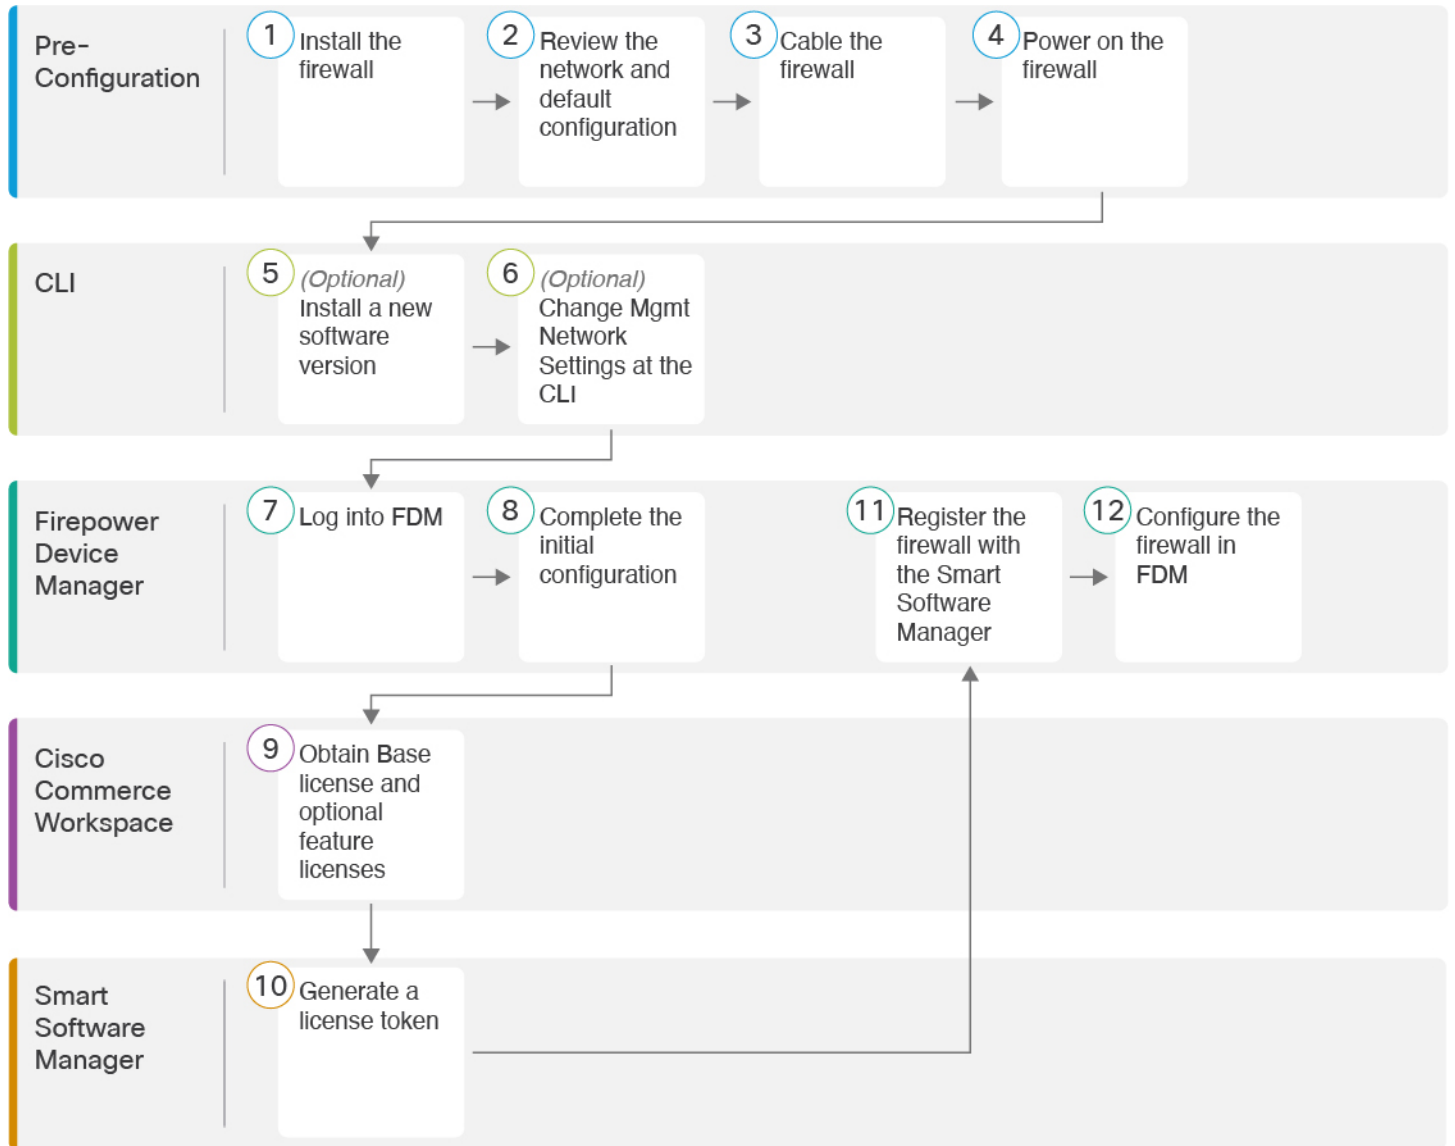 Pre-
Configuration
1
Install the
firewall
2
Review the
network and
default
configuration
3
Cable the
firewall
4
Power on the
firewall
CLI
5
(Optional)
Install a new
software
version
6
(Optional)
Change Mgmt
Network
Settings at the
CLI
Firepower
Device
Manager
7
Log into FDM
8
Complete the
initial
configuration
11
Register the
firewall with
the Smart
Software
Manager
12
Configure the
firewall in
FDM
Cisco
Commerce
Workspace
9
Obtain Base
license and
optional
feature
licenses
Smart
Software
Manager
10
Generate a
license token